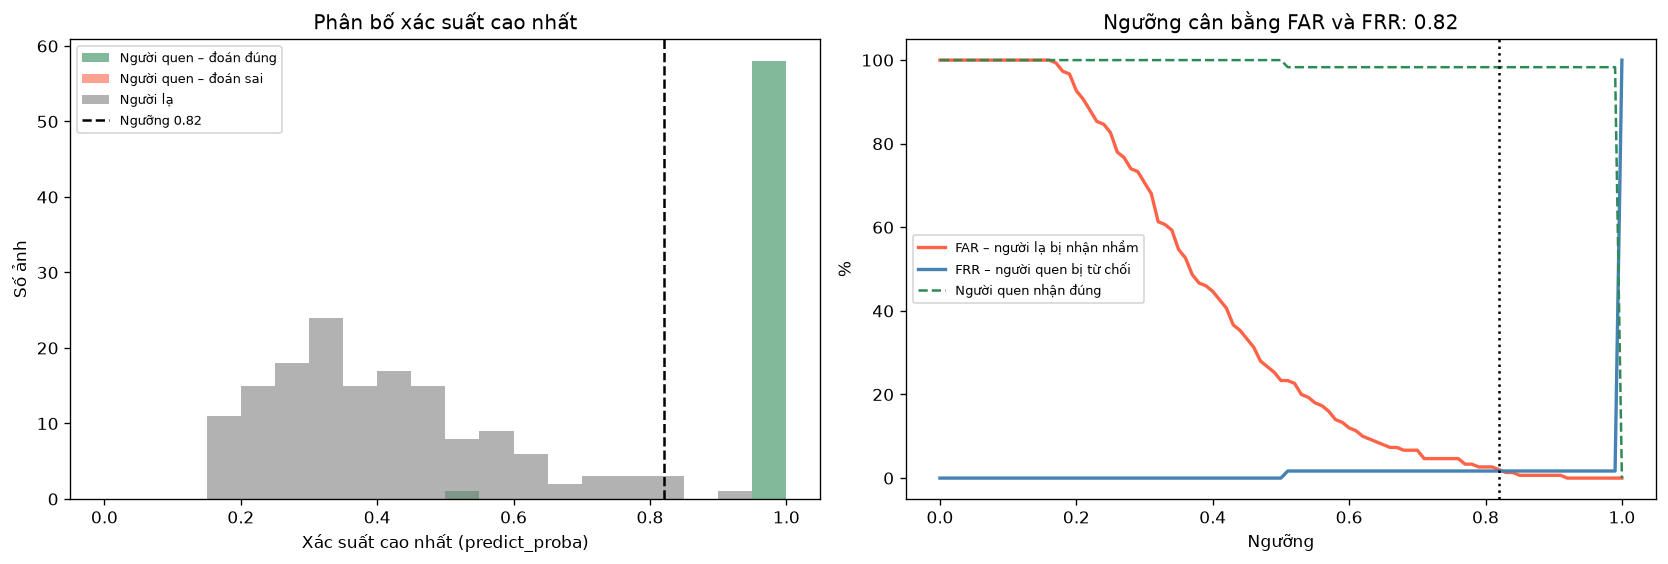 Phân bố xác suất cao nhất
60
50
40
30
20
10
0
Số ảnh
Người quen – đoán đúng
Người quen – đoán sai
Người lạ
Ngưỡng 0.82
0.0 0.2 0.4 0.6 0.8 1.0
Xác suất cao nhất (predict_proba)
Ngưỡng cân bằng FAR và FRR: 0.82
100
80
60
40
20
0
%
FAR – người lạ bị nhận nhầm
FRR – người quen bị từ chối
Người quen nhận đúng
0.0 0.2 0.4 0.6 0.8 1.0
Ngưỡng